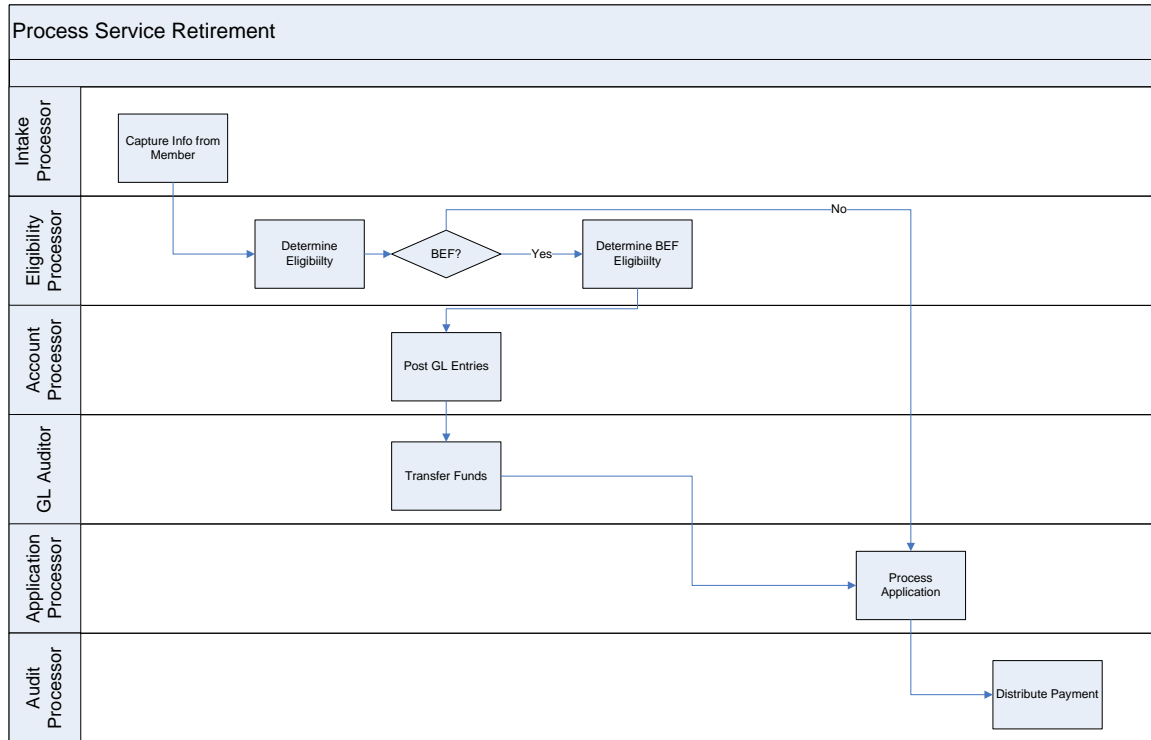 Process Service Retirement
Intake
Processor
Capture Info from
Member
Eligibility
Processor
Determine
Eligibiilty
BEF?
Yes
Determine BEF
Eligibiilty
No
Account
Processor
Post GL Entries
GL Auditor
Transfer Funds
Application
Processor
Process
Application
Audit
Processor
Distribute Payment